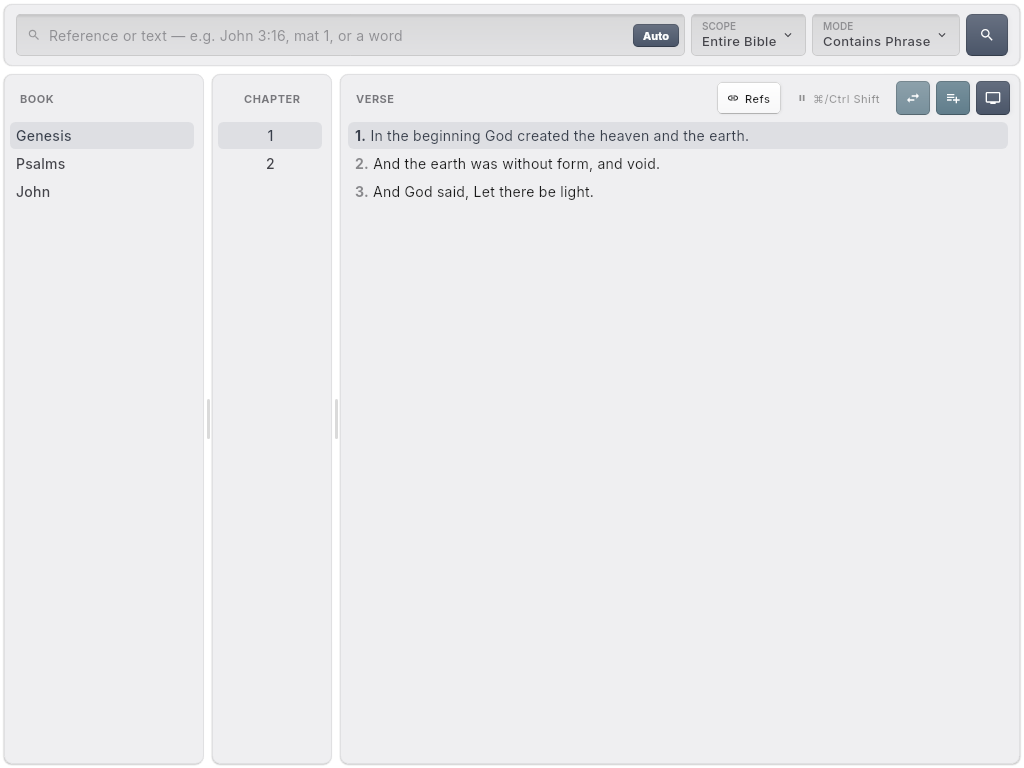 Reference or text — e.g. John 3:16, mat 1, or a word
Auto
SCOPE
Entire Bible
MODE
Contains Phrase
BOOK
Genesis
Psalms
John
CHAPTER
1
2
VERSE
Refs
⌘/Ctrl Shift
1. In the beginning God created the heaven and the earth.
2. And the earth was without form, and void.
3. And God said, Let there be light.